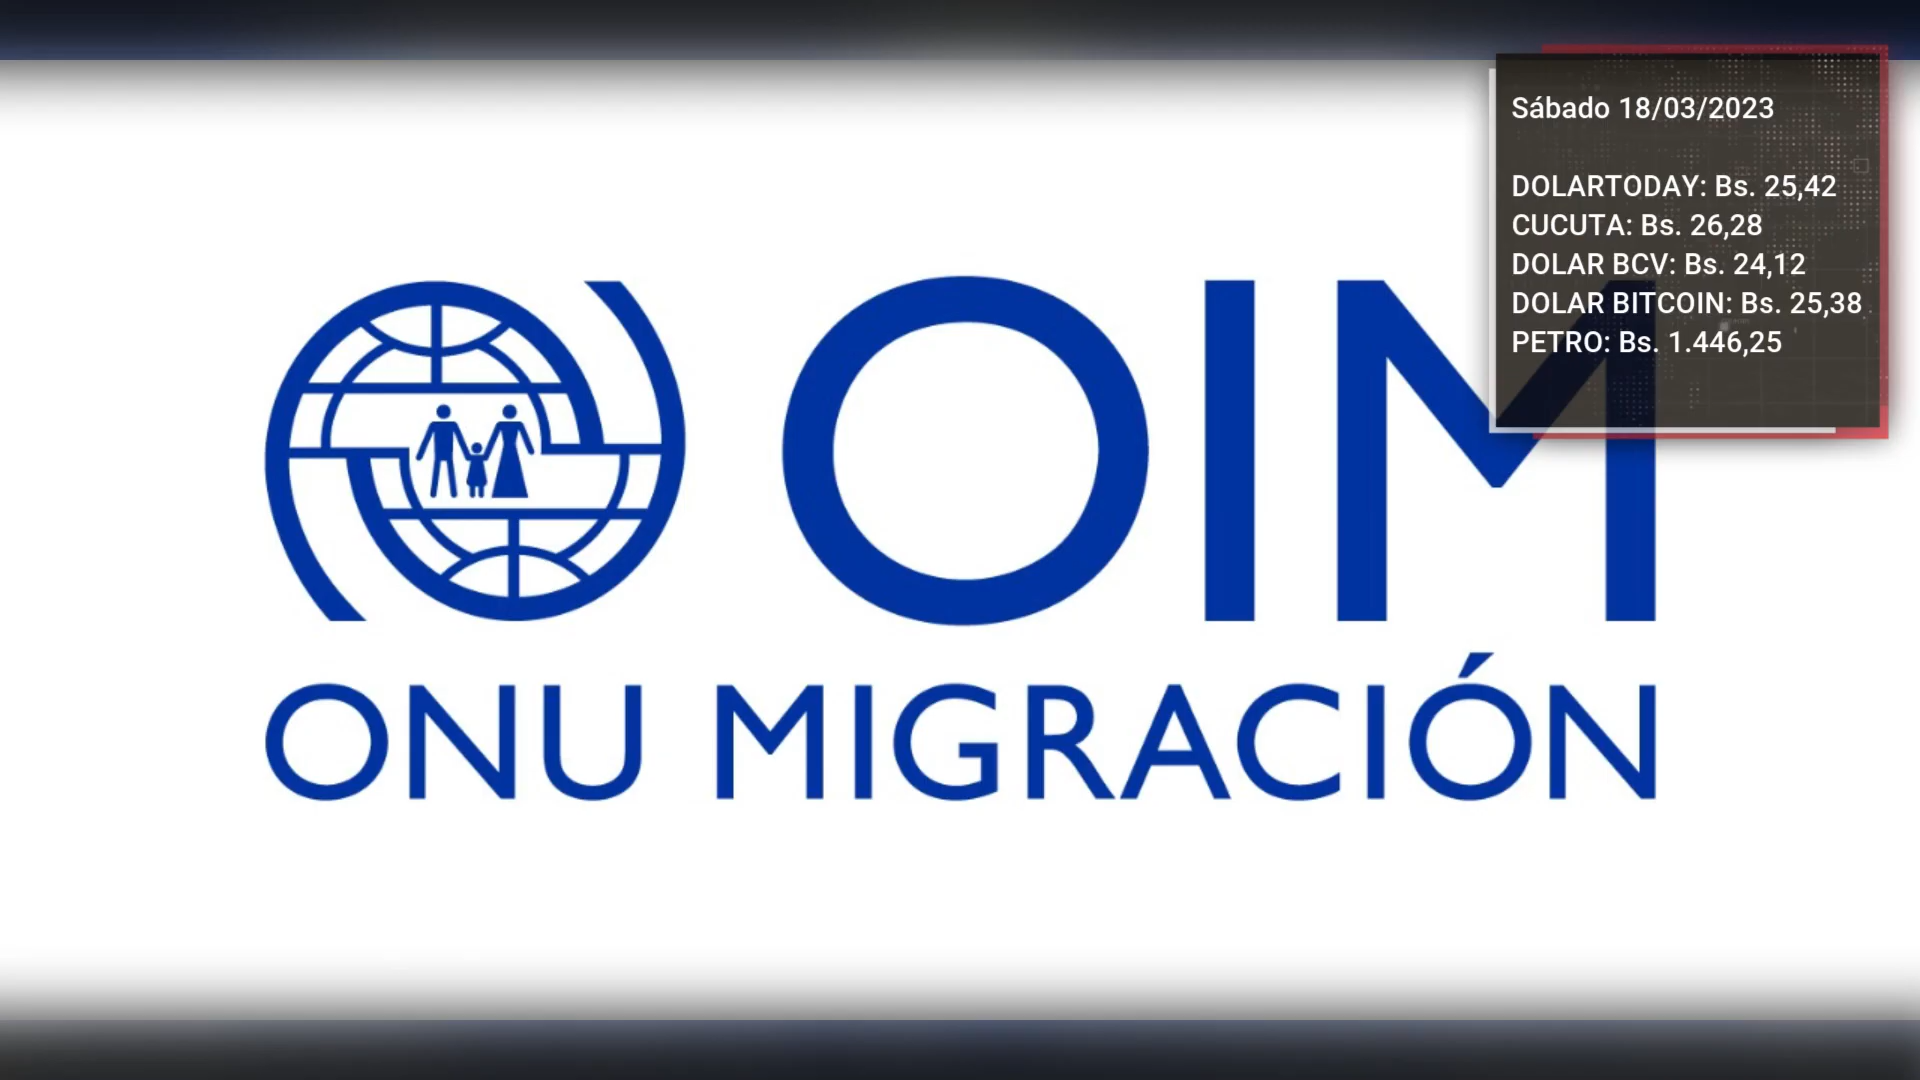 Sábado 18/03/2023
DOLARTODAY: Bs. 25,42
CUCUTA: Bs. 26,28
DOLAR BCV: Bs. 24,12
DOLAR BITCOIN: Bs. 25,38
PETRO: Bs. 1.446,25
OIM
ONU MIGRACIÓN